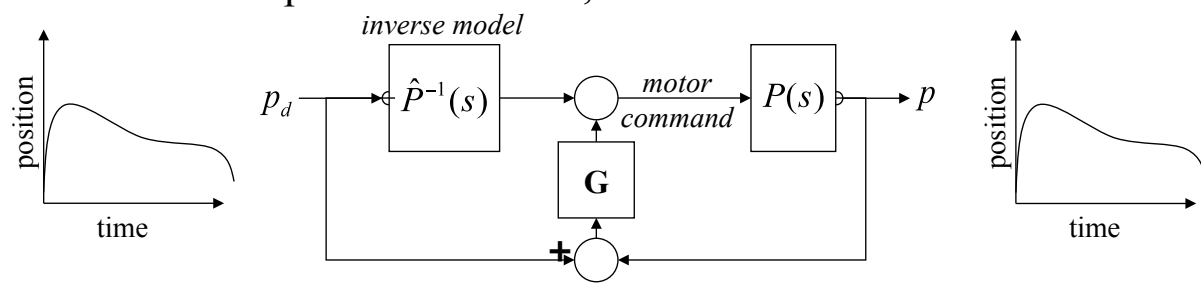 inverse model
position
p_d
P̂⁻¹(s)
motor
command
P(s)
p
position
G
time
time
+